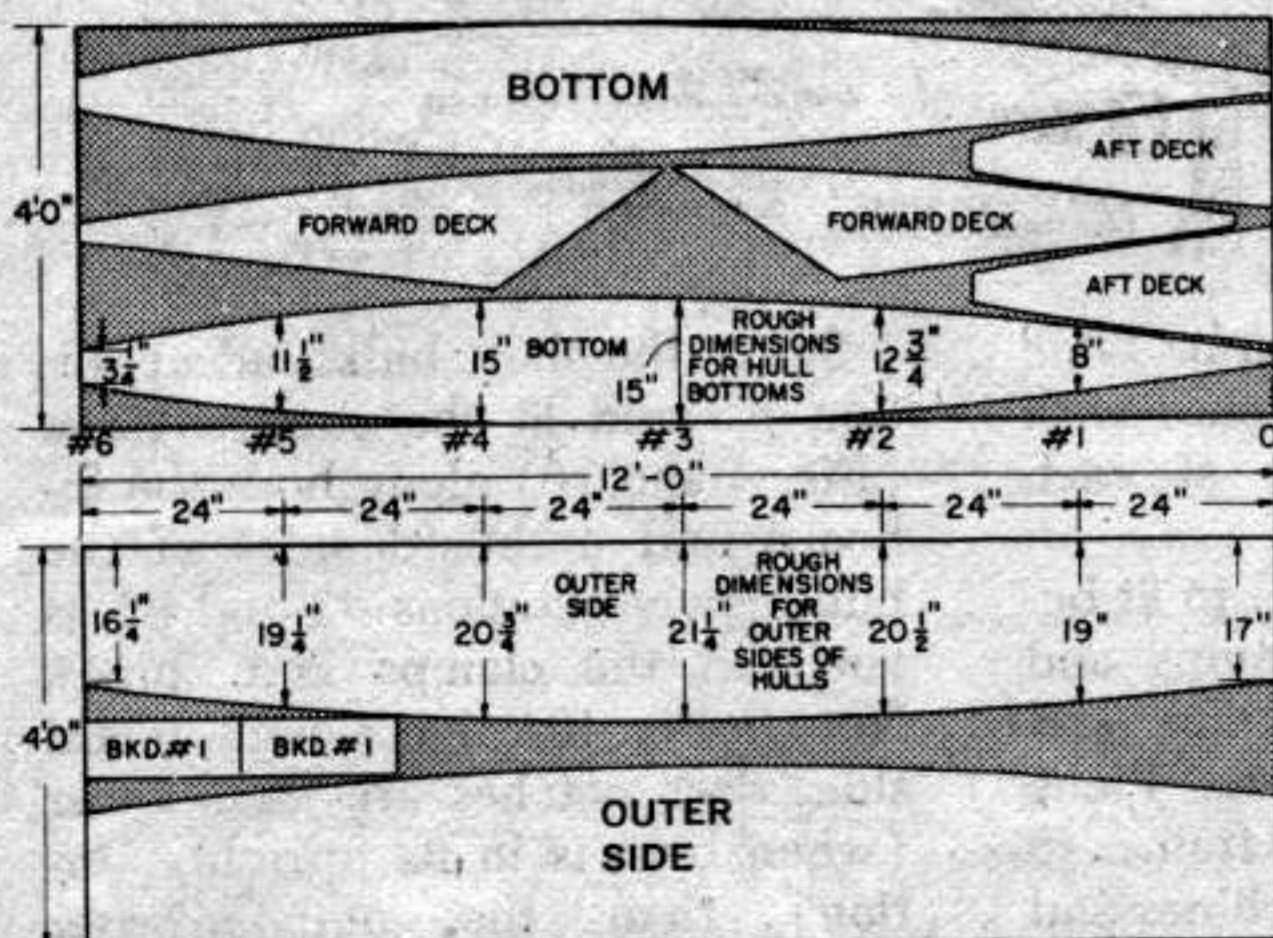 BOTTOM
AFT DECK
4'-0"
FORWARD DECK
FORWARD DECK
AFT DECK
3 1/4"
11 1/2"
15"
BOTTOM
15"
ROUGH
DIMENSIONS
FOR HULL
BOTTOMS
12 3/4"
8"
#6 #5 #4 #3 #2 #1 0
12'-0"
24" 24" 24" 24" 24" 24"
16 1/4"
19 1/4"
20 3/4"
OUTER
SIDE
21 1/4"
ROUGH
DIMENSIONS
FOR
OUTER
SIDES OF
HULLS
20 1/2"
19"
17"
4'-0"
BKD. #1
BKD. #1
OUTER
SIDE